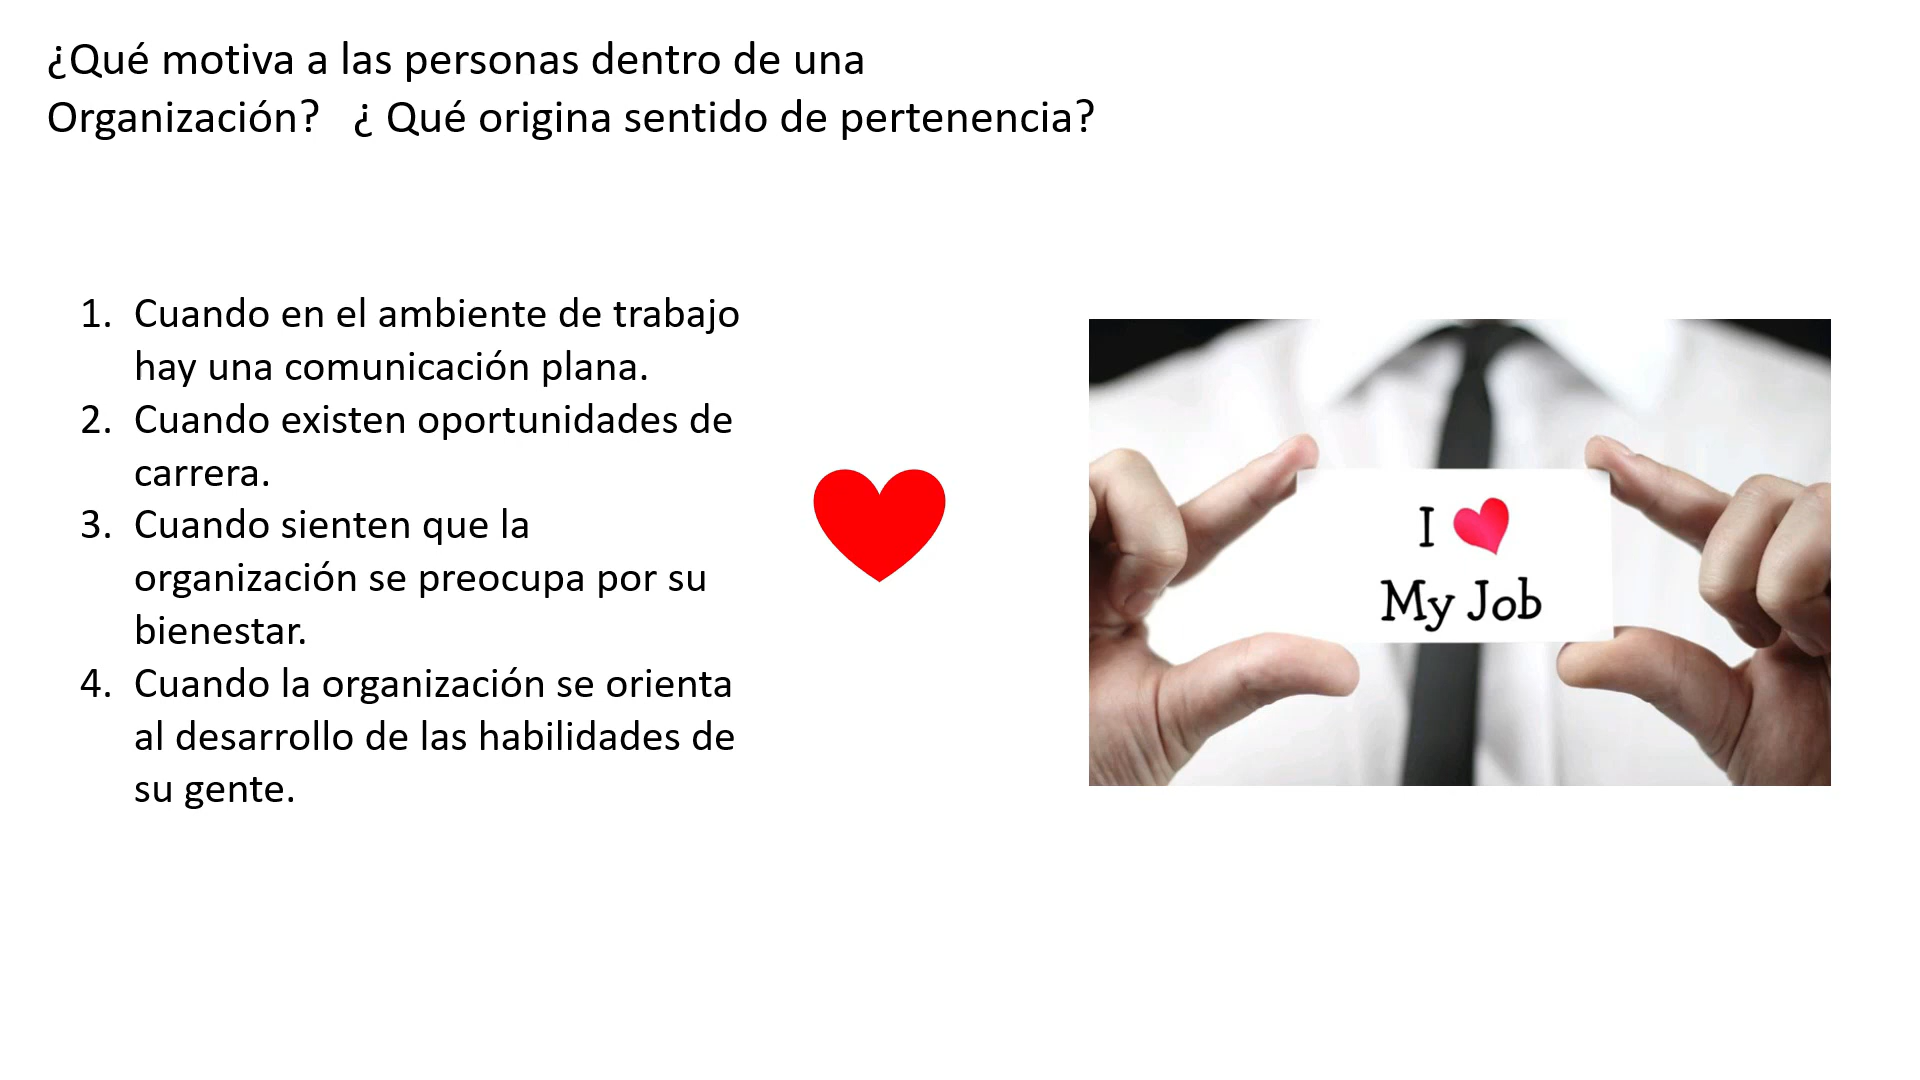 ¿Qué motiva a las personas dentro de una
Organización?   ¿ Qué origina sentido de pertenencia?
1. Cuando en el ambiente de trabajo
hay una comunicación plana.
2. Cuando existen oportunidades de
carrera.
3. Cuando sienten que la
organización se preocupa por su
bienestar.
4. Cuando la organización se orienta
al desarrollo de las habilidades de
su gente.
I
My Job